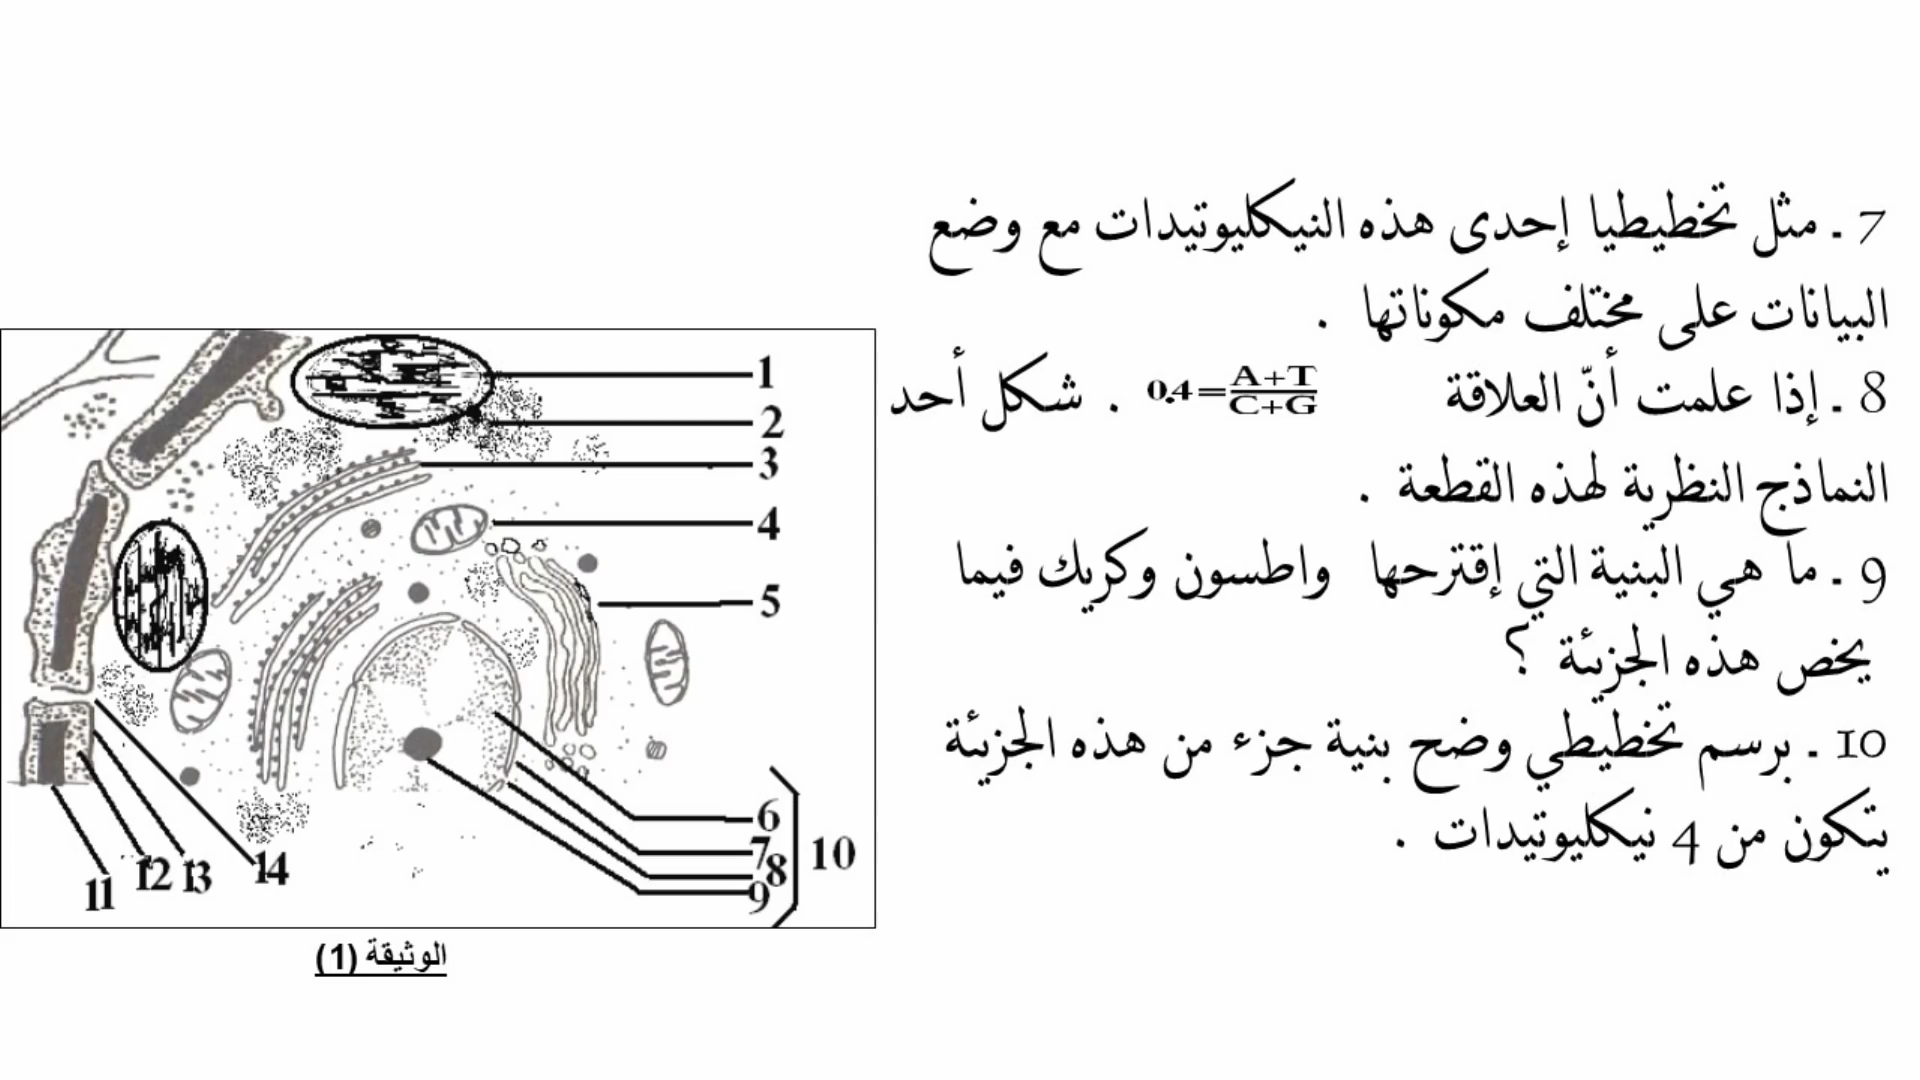 7 ـ مثل تخطيطيا إحدى هذه النيكليوتيدات مع وضع
البيانات على مختلف مكوناتها .
8 ـ إذا علمت أنّ العلاقة A+T/C+G=0.4 . شكل أحد
النماذج النظرية لهذه القطعة .
9 ـ ما هي البنية التي إقترحها واطسون وكريك فيما
يخص هذه الجزيئة ؟
10 ـ برسم تخطيطي وضح بنية جزء من هذه الجزيئة
يتكون من 4 نيكليوتيدات .
1
2
3
4
5
6
7
8
9
10
11
12
13
14
الوثيقة (1)